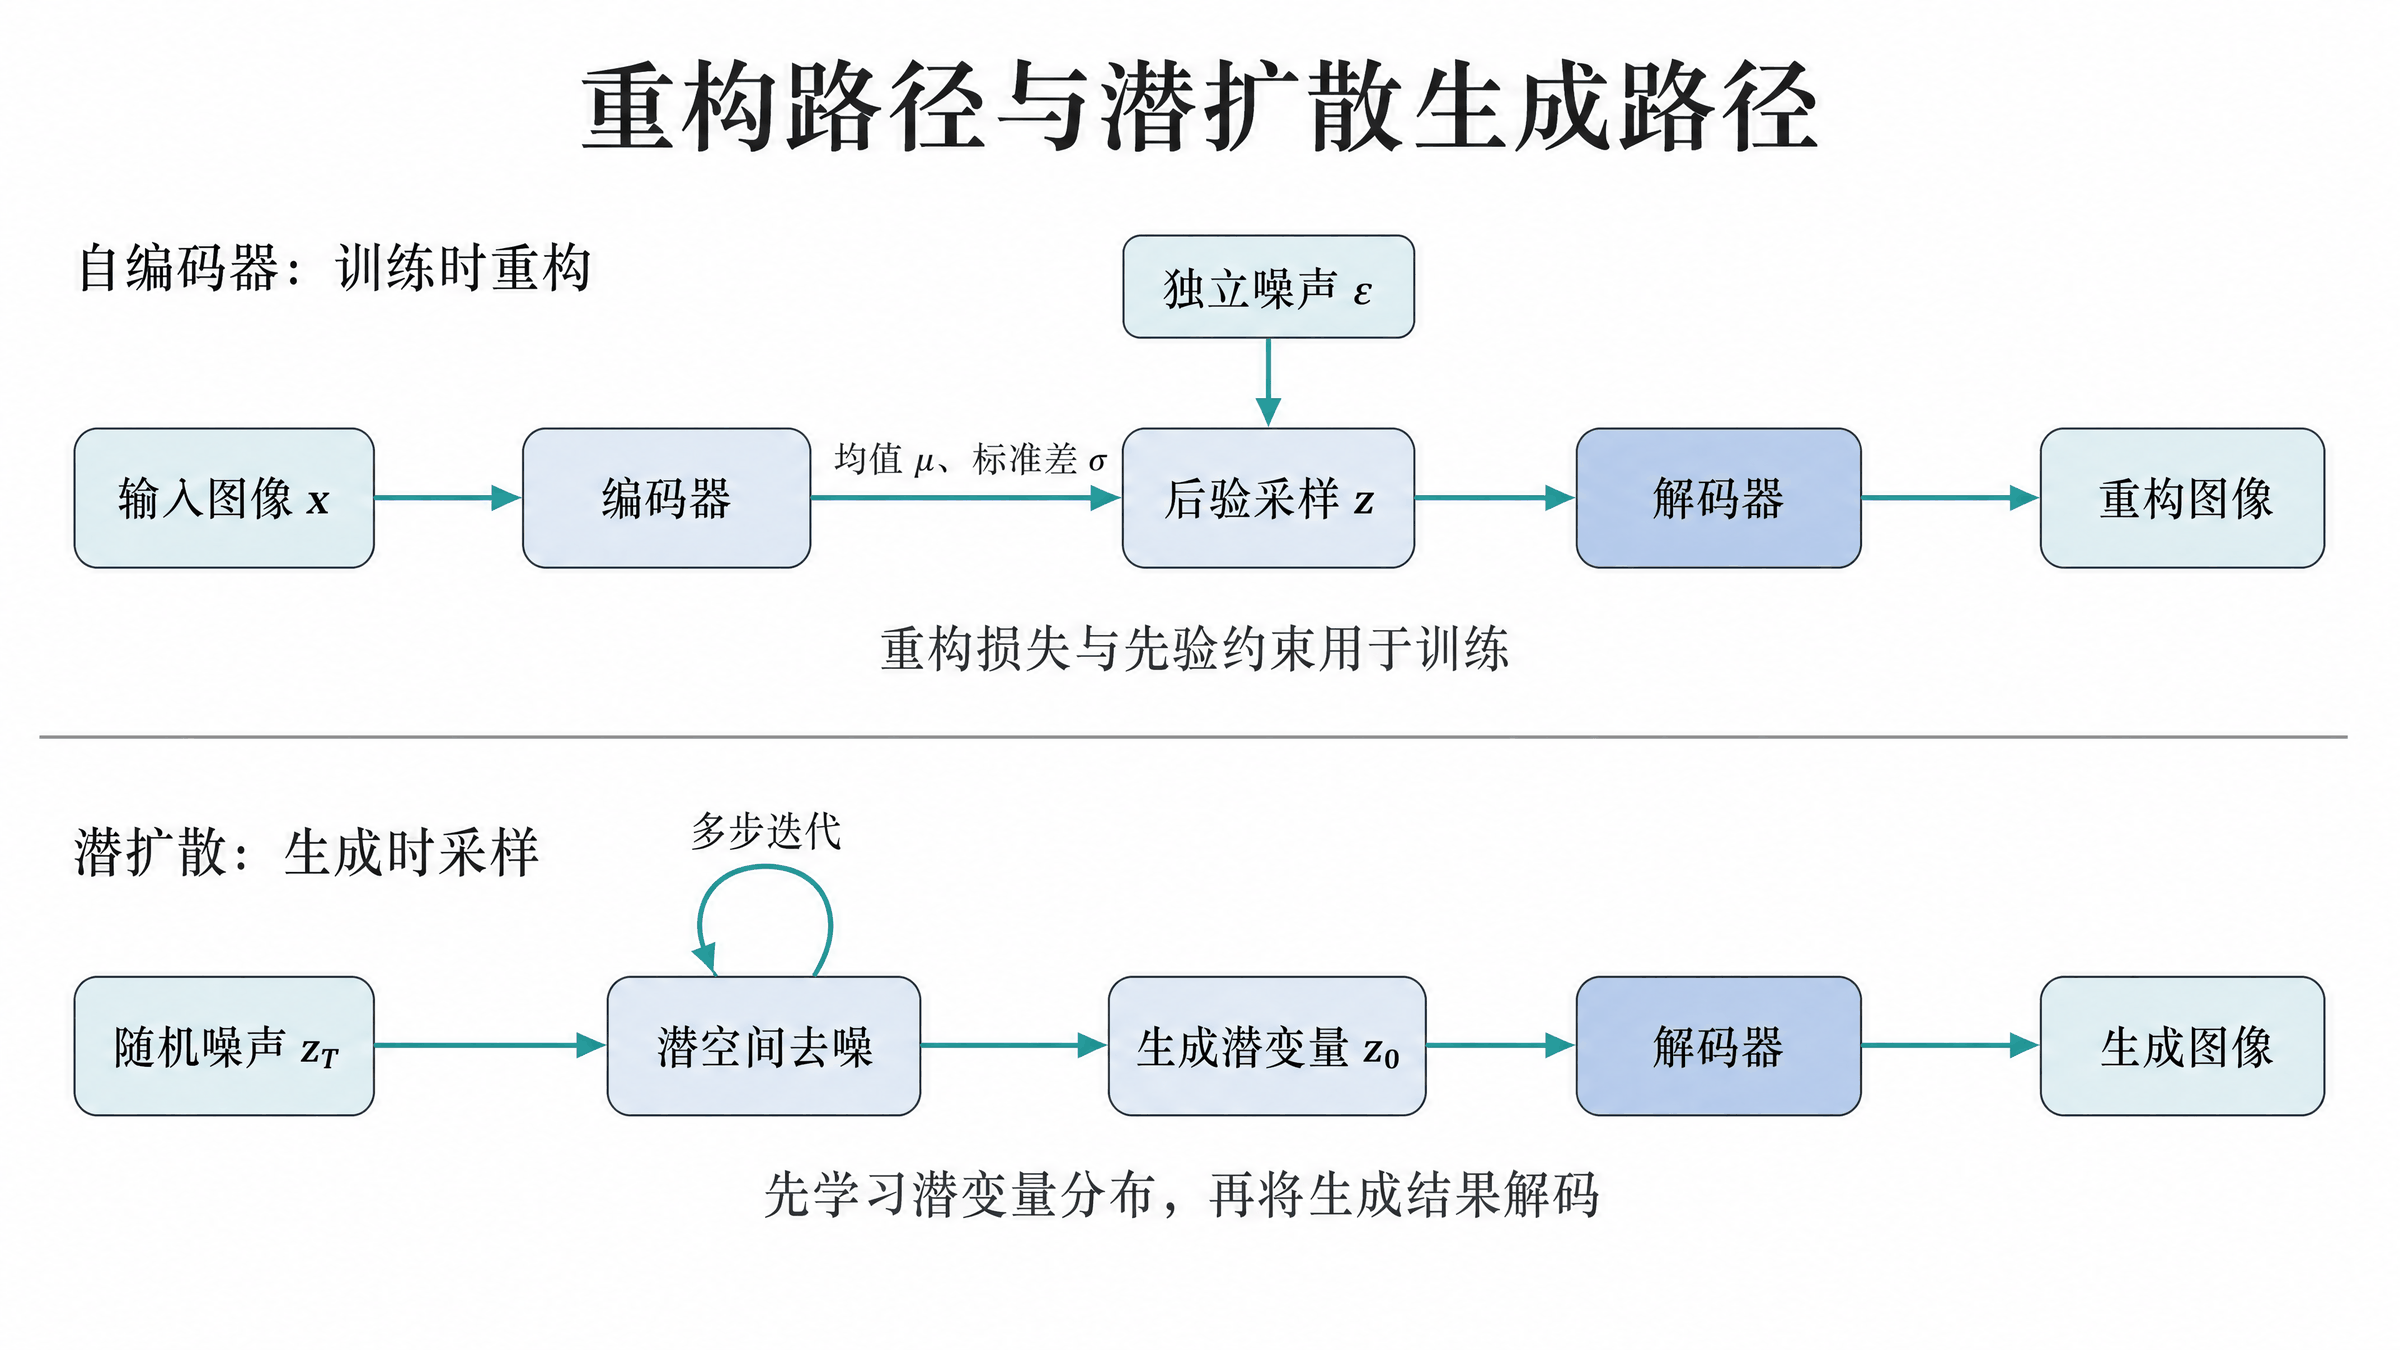 重构路径与潜扩散生成路径
自编码器：训练时重构
独立噪声 ε
输入图像 x
编码器
均值 μ、标准差 σ
后验采样 z
解码器
重构图像
重构损失与先验约束用于训练
潜扩散：生成时采样
多步迭代
随机噪声 z_T
潜空间去噪
生成潜变量 z_0
解码器
生成图像
先学习潜变量分布，再将生成结果解码